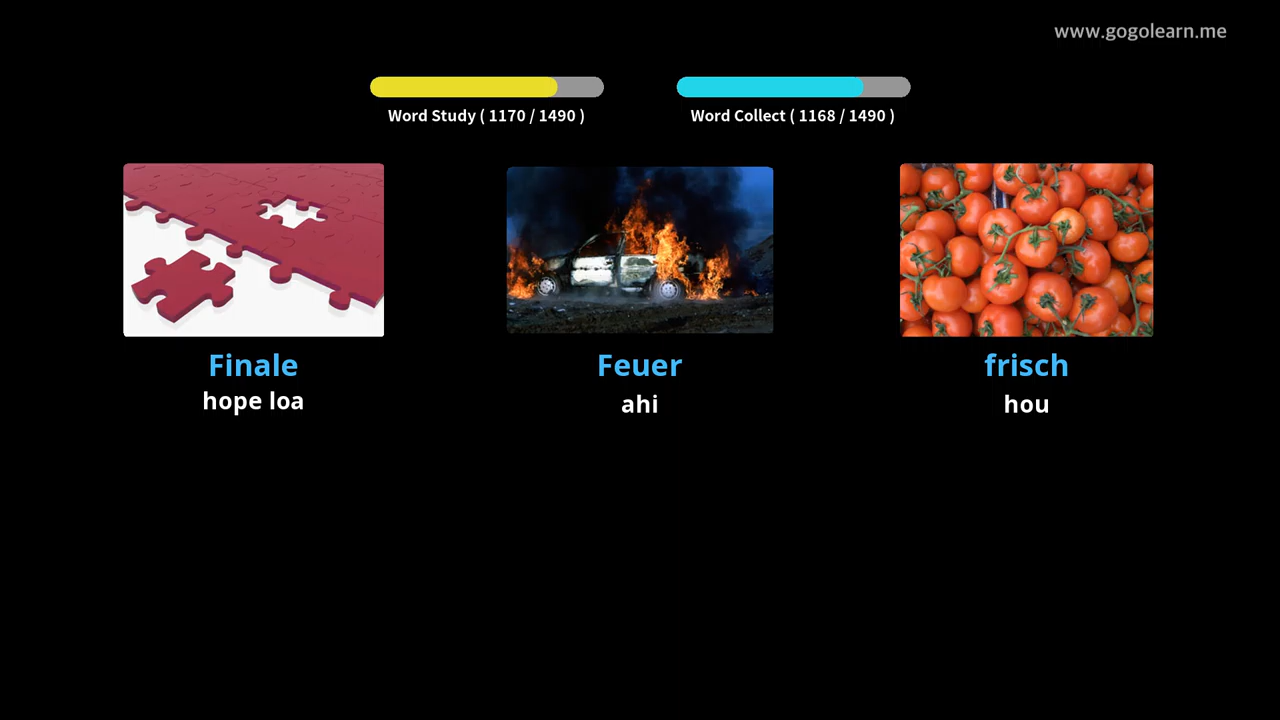 www.gogolearn.me
Word Study ( 1170 / 1490 )
Word Collect ( 1168 / 1490 )
Finale
hope loa
Feuer
ahi
frisch
hou